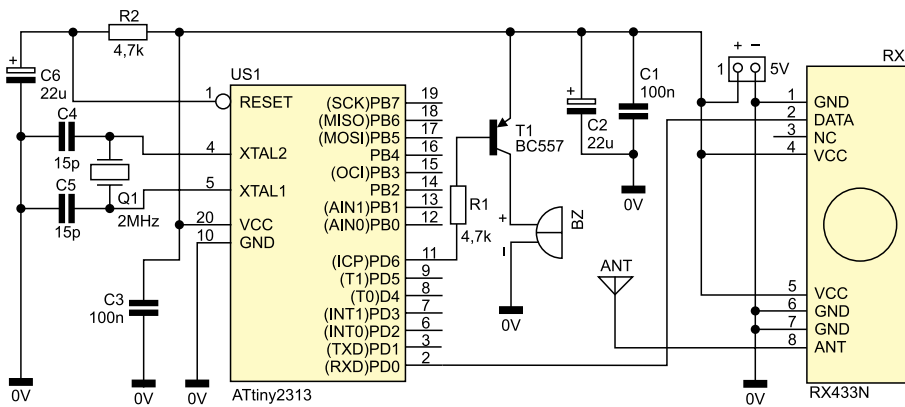 R2
4,7k
+
C6
22u
C4
15p
C5
15p
Q1
2MHz
C3
100n
0V
0V
0V
US1
1
RESET
4
XTAL2
5
XTAL1
20
VCC
10
GND
(SCK)PB7
19
(MISO)PB6
18
(MOSI)PB5
17
PB4
16
(OCI)PB3
15
PB2
14
(AIN1)PB1
13
(AIN0)PB0
12
(ICP)PD6
11
(T1)PD5
9
(T0)D4
8
(INT1)PD3
7
(INT0)PD2
6
(TXD)PD1
3
(RXD)PD0
2
ATtiny2313
T1
BC557
R1
4,7k
+
BZ
0V
+
C2
22u
C1
100n
0V
ANT
+ −
1
5V
0V
RX
1
GND
2
DATA
3
NC
4
VCC
5
VCC
6
GND
7
GND
8
ANT
RX433N